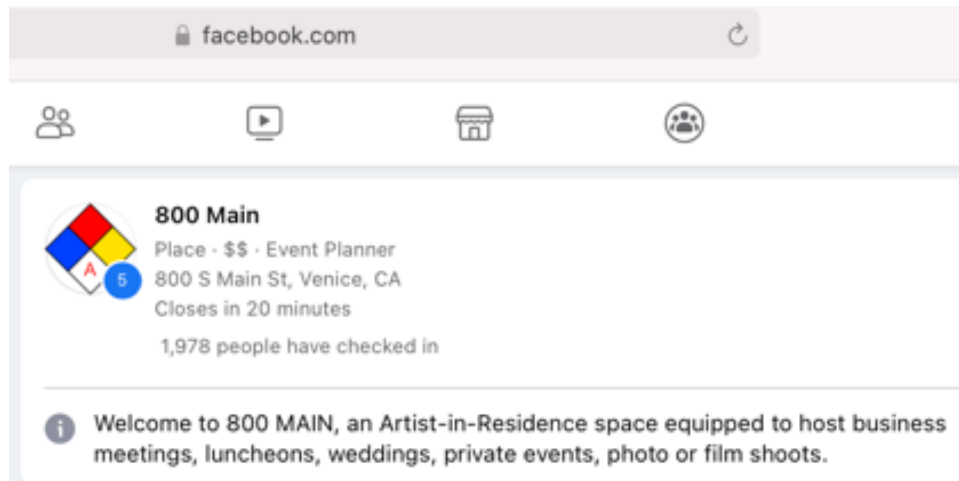 facebook.com
800 Main
Place · $$ · Event Planner
A
5
800 S Main St, Venice, CA
Closes in 20 minutes
1,978 people have checked in
Welcome to 800 MAIN, an Artist-in-Residence space equipped to host business
meetings, luncheons, weddings, private events, photo or film shoots.